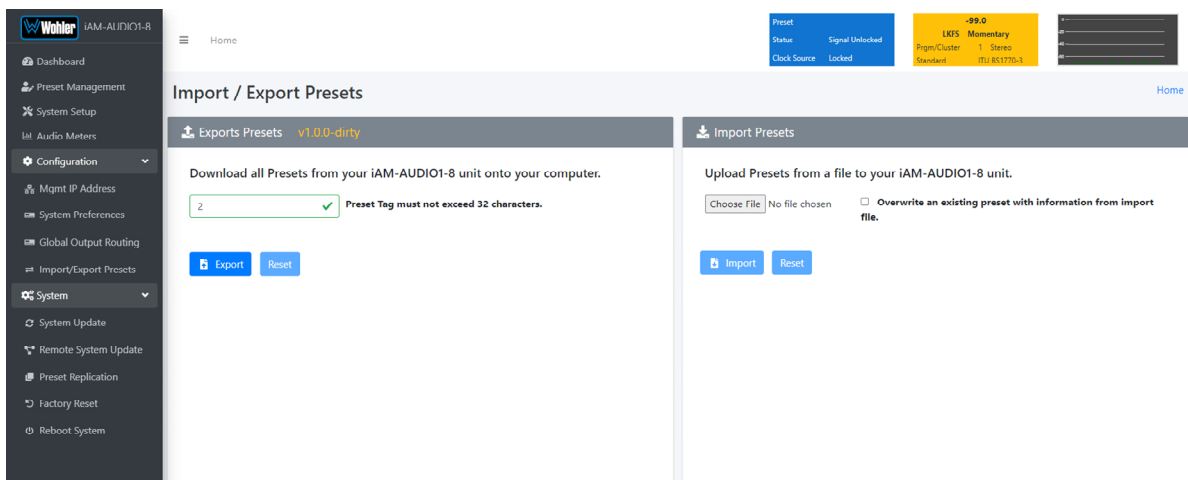 Wohler iAM-AUDIO1-8
Dashboard
Preset Management
System Setup
Audio Meters
Configuration
Mgmt IP Address
System Preferences
Global Output Routing
Import/Export Presets
System
System Update
Remote System Update
Preset Replication
Factory Reset
Reboot System
Home
Preset
Status Signal Unlocked
Clock Source Locked
-99.0
LKFS Momentary
Prgm/Cluster 1 Stereo
Standard ITU BS1770-3
Import / Export Presets
Home
Exports Presets v1.0.0-dirty
Download all Presets from your iAM-AUDIO1-8 unit onto your computer.
2
Preset Tag must not exceed 32 characters.
Export Reset
Import Presets
Upload Presets from a file to your iAM-AUDIO1-8 unit.
Choose File No file chosen
Overwrite an existing preset with information from import
file.
Import Reset